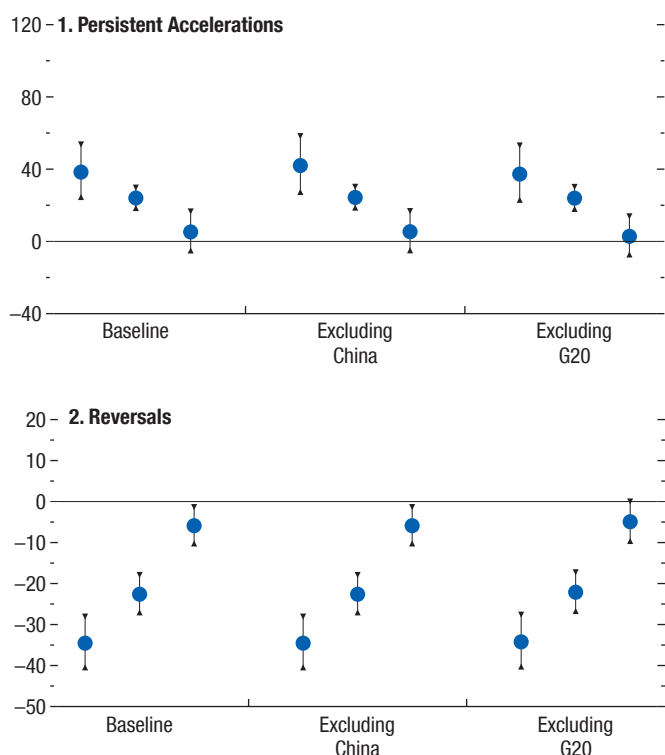 1. Persistent Accelerations
120
80
40
0
–40
Baseline
Excluding
China
Excluding
G20
2. Reversals
20
10
0
–10
–20
–30
–40
–50
Baseline
Excluding
China
Excluding
G20